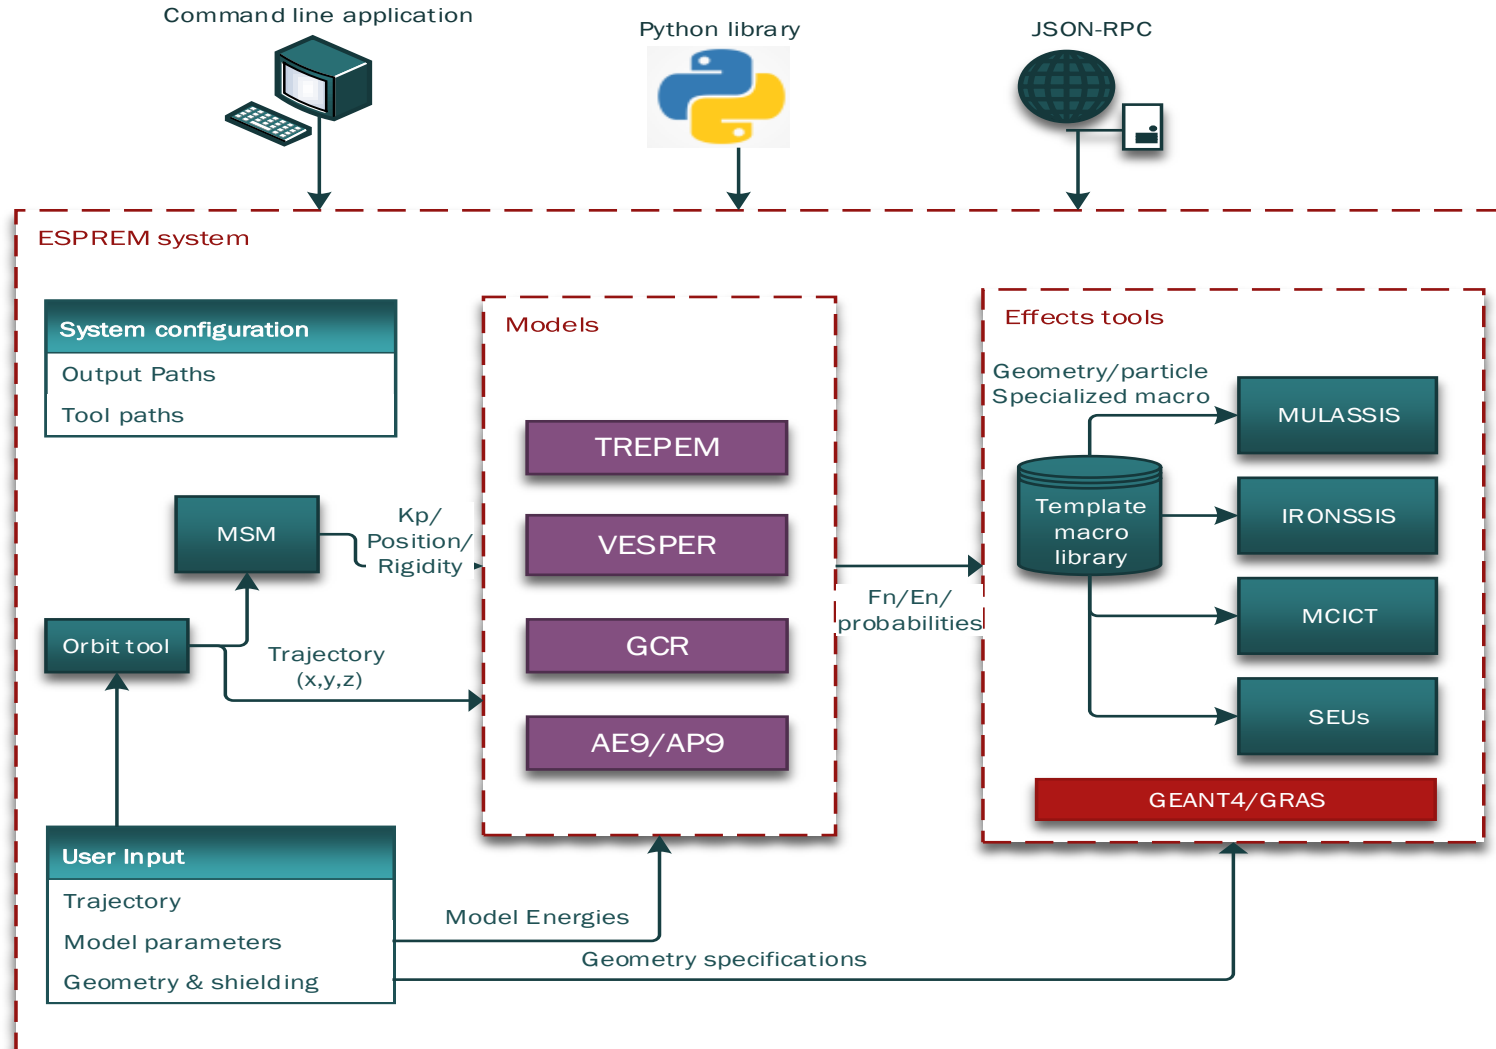 Command line application
Python library
JSON-RPC
ESPREM system
System configuration
Output Paths
Tool paths
MSM
Kp/
Position/
Rigidity
Orbit tool
Trajectory
(x,y,z)
User Input
Trajectory
Model parameters
Geometry & shielding
Model Energies
Geometry specifications
Models
TREPEM
VESPER
GCR
AE9/AP9
Fn/En/
probabilities
Effects tools
Geometry/particle
Specialized macro
Template
macro
library
MULASSIS
IRONSSIS
MCICT
SEUs
GEANT4/GRAS